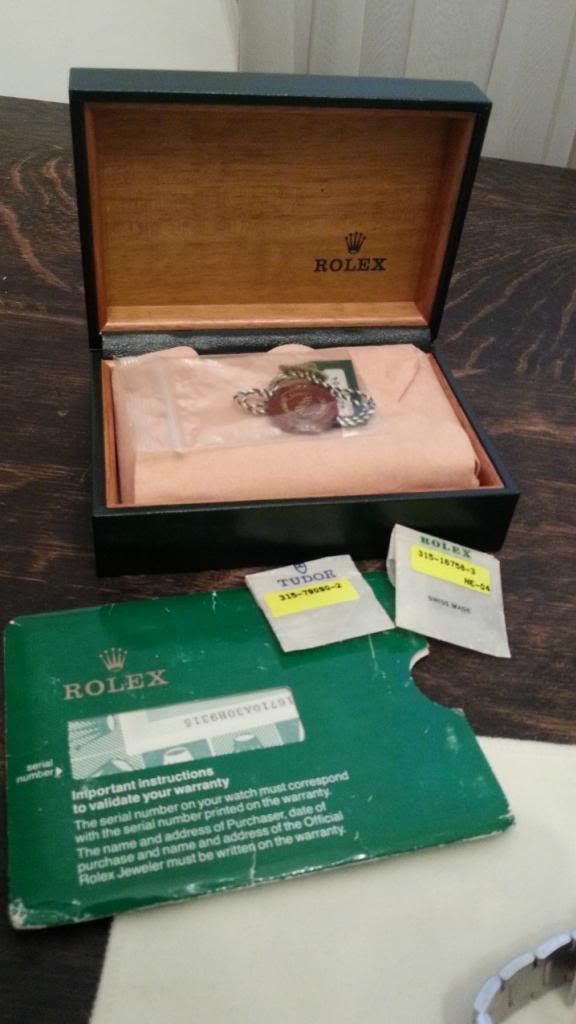 ROLEX
ROLEX
315-16758-3
NE-04
SWISS MADE
TUDOR
315-79090-2
ROLEX
16710A30B9315
serial
number
Important instructions
to validate your warranty
The serial number on your watch must correspond
with the serial number printed on the warranty.
The name and address of Purchaser, date of
purchase and name and address of the Official
Rolex Jeweler must be written on the warranty.